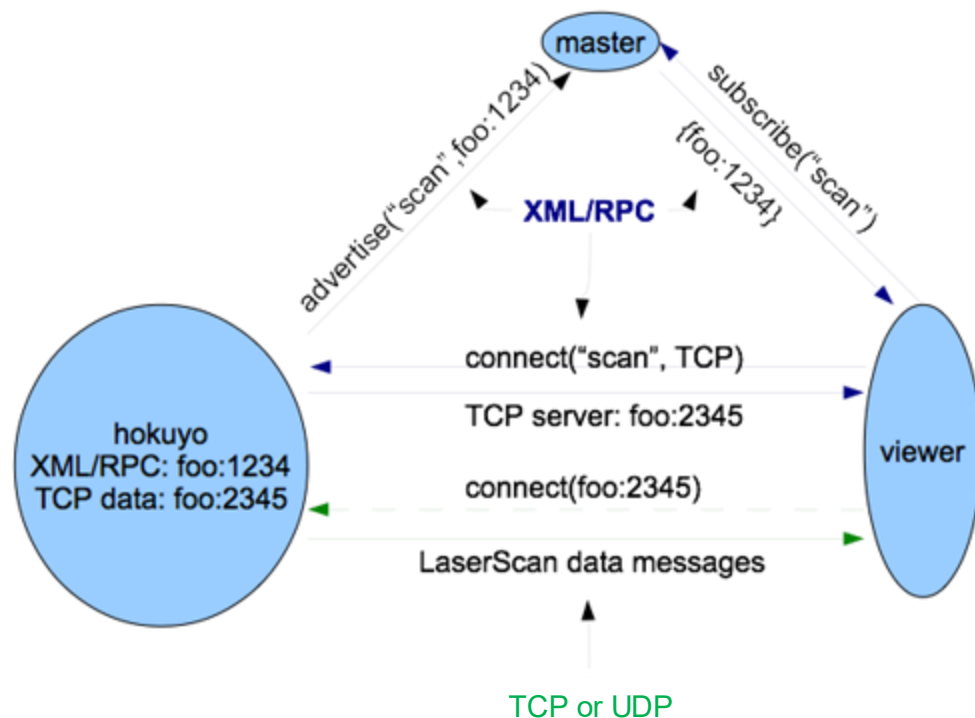 master
advertise(“scan”,foo:1234)
subscribe(“scan”)
{foo:1234}
XML/RPC
connect(“scan”, TCP)
TCP server: foo:2345
hokuyo
XML/RPC: foo:1234
TCP data: foo:2345
viewer
connect(foo:2345)
LaserScan data messages
TCP or UDP